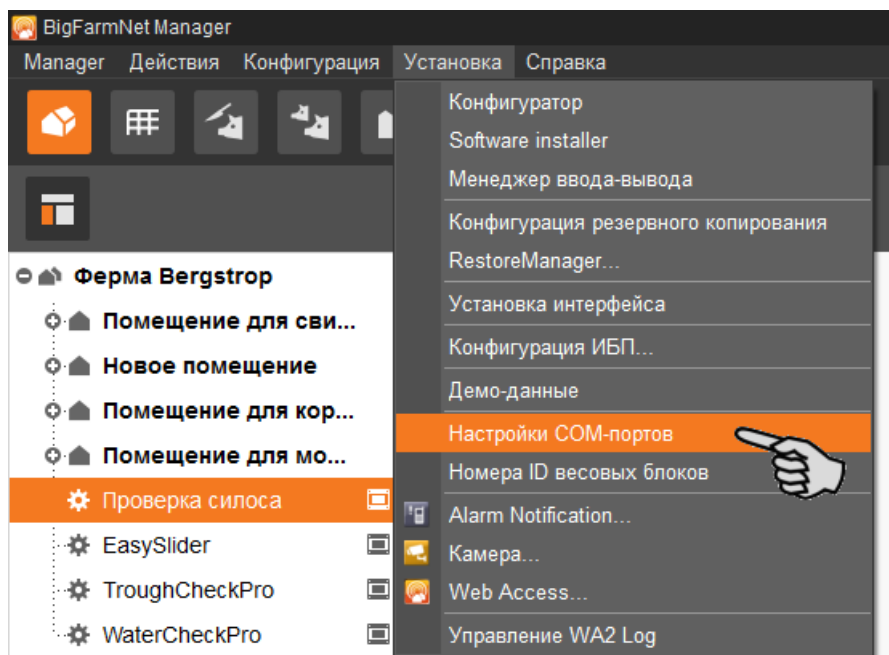 BigFarmNet Manager
Manager Действия Конфигурация Установка Справка
Конфигуратор
Software installer
Менеджер ввода-вывода
Конфигурация резервного копирования
RestoreManager...
Установка интерфейса
Конфигурация ИБП...
Демо-данные
Настройки COM-портов
Номера ID весовых блоков
Alarm Notification...
Камера...
Web Access...
Управление WA2 Log
Ферма Bergstrop
Помещение для сви...
Новое помещение
Помещение для кор...
Помещение для мо...
Проверка силоса
EasySlider
TroughCheckPro
WaterCheckPro